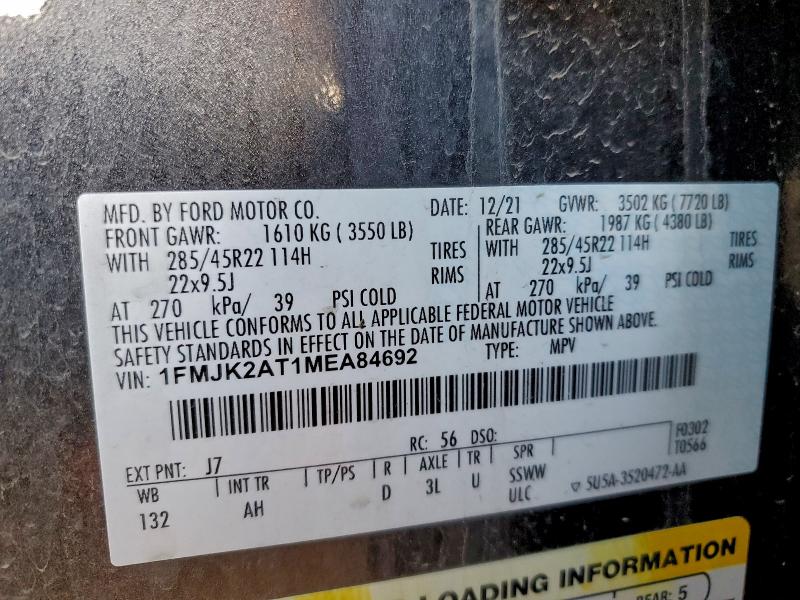 MFD. BY FORD MOTOR CO. DATE: 12/21 GVWR: 3502 KG ( 7720 LB)
FRONT GAWR: 1610 KG ( 3550 LB) REAR GAWR: 1987 KG ( 4380 LB)
WITH 285/45R22 114H TIRES WITH 285/45R22 114H TIRES
22x9.5J RIMS 22x9.5J RIMS
AT 270 kPa/ 39 PSI COLD AT 270 kPa/ 39 PSI COLD
THIS VEHICLE CONFORMS TO ALL APPLICABLE FEDERAL MOTOR VEHICLE
SAFETY STANDARDS IN EFFECT ON THE DATE OF MANUFACTURE SHOWN ABOVE.
VIN: 1FMJK2AT1MEA84692 TYPE: MPV
EXT PNT: J7 RC: 56 DSO: F0302
T0566
WB INT TR TP/PS R AXLE TR SPR
132 AH D 3L U SSWW
ULC ▽ 5U5A-3520472-AA
LOADING INFORMATION
REAR: 5